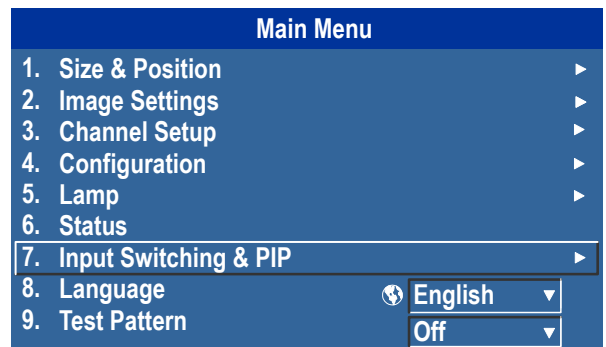 Main Menu
1. Size & Position
2. Image Settings
3. Channel Setup
4. Configuration
5. Lamp
6. Status
7. Input Switching & PIP
8. Language English
9. Test Pattern Off